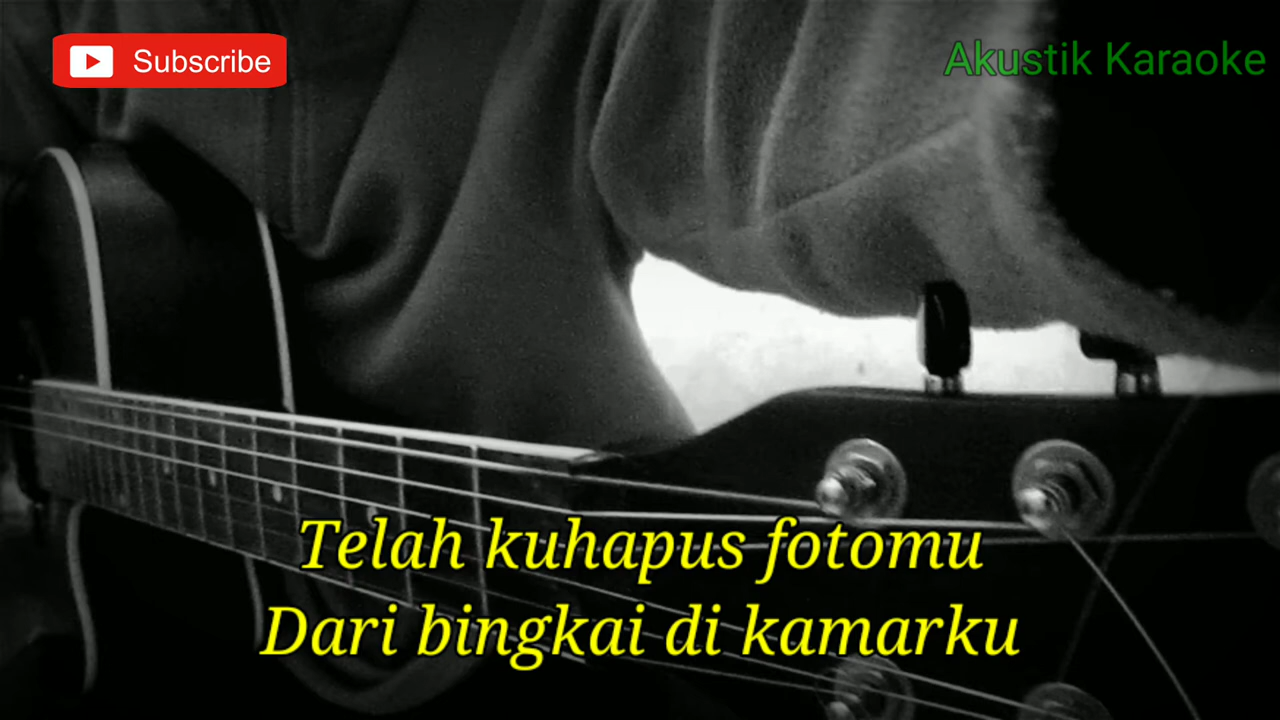 Subscribe
Akustik Karaoke
Telah kuhapus fotomu
Dari bingkai di kamarku